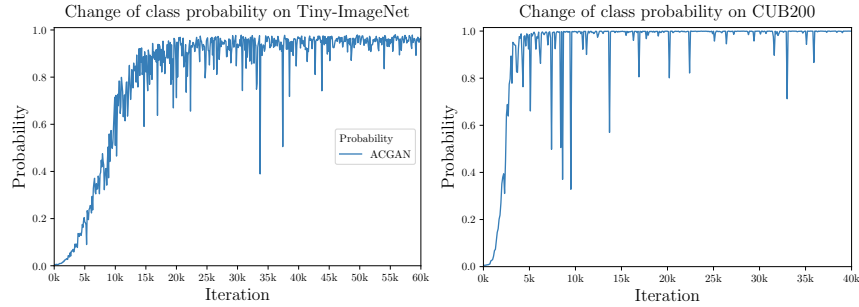 Change of class probability on Tiny-ImageNet
1.0
0.8
0.6
0.4
0.2
0.0
Probability
Probability
ACGAN
0k 5k 10k 15k 20k 25k 30k 35k 40k 45k 50k 55k 60k
Iteration
Change of class probability on CUB200
1.0
0.8
0.6
0.4
0.2
0.0
Probability
0k 5k 10k 15k 20k 25k 30k 35k 40k
Iteration